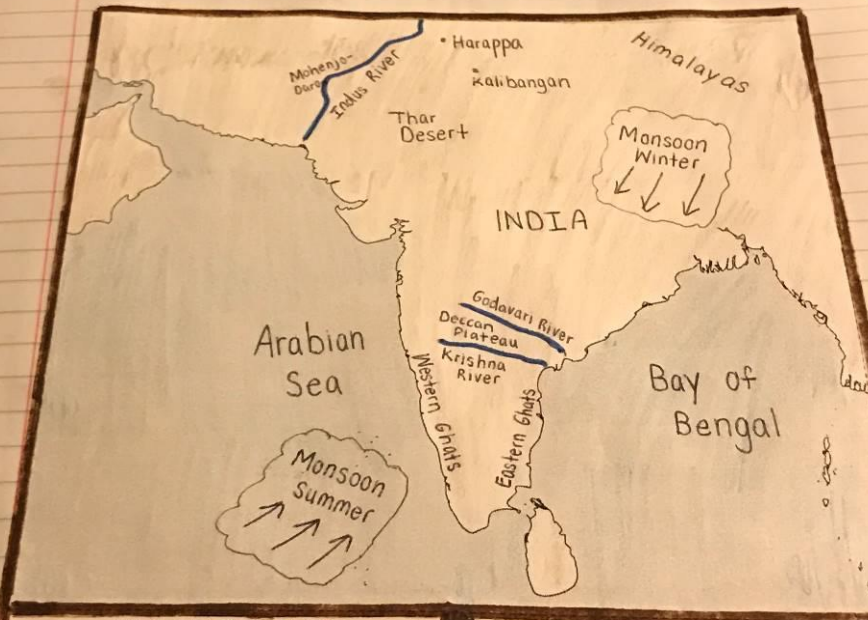 Mohenjo-
Daro
Indus River
Harappa
Kalibangan
Himalayas
Thar
Desert
Monsoon
Winter
INDIA
Godavari River
Deccan
Plateau
Krishna
River
Arabian
Sea
Western Ghats
Eastern Ghats
Bay of
Bengal
Monsoon
Summer